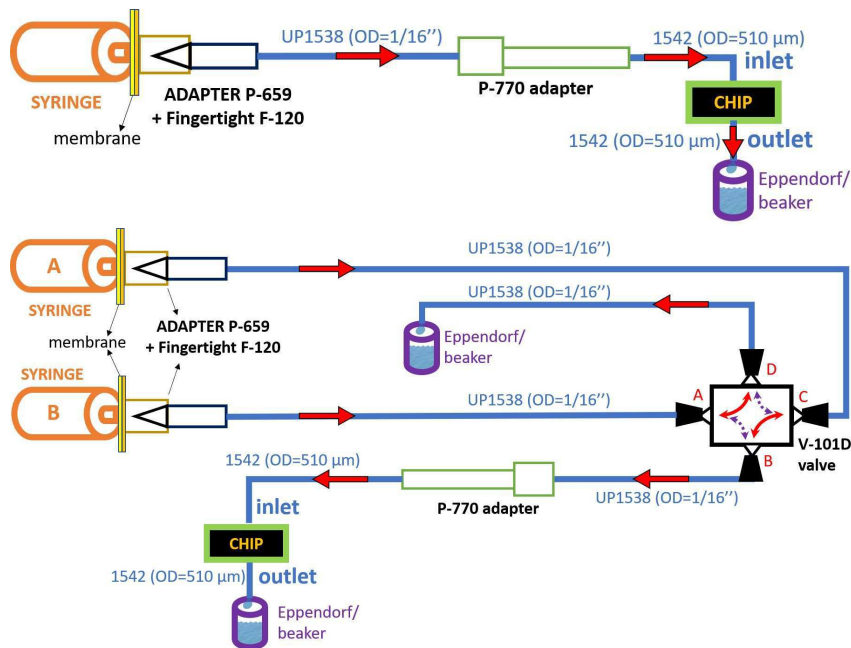 UP1538 (OD=1/16’’)
1542 (OD=510 µm)
inlet
SYRINGE
ADAPTER P-659
+ Fingertight F-120
P-770 adapter
CHIP
membrane
1542 (OD=510 µm)
outlet
Eppendorf/
beaker
UP1538 (OD=1/16’’)
A
UP1538 (OD=1/16’’)
SYRINGE
ADAPTER P-659
+ Fingertight F-120
membrane
Eppendorf/
beaker
SYRINGE
D
B
UP1538 (OD=1/16’’)
A
C
V-101D
valve
B
1542 (OD=510 µm)
UP1538 (OD=1/16’’)
P-770 adapter
inlet
CHIP
1542 (OD=510 µm)
outlet
Eppendorf/
beaker